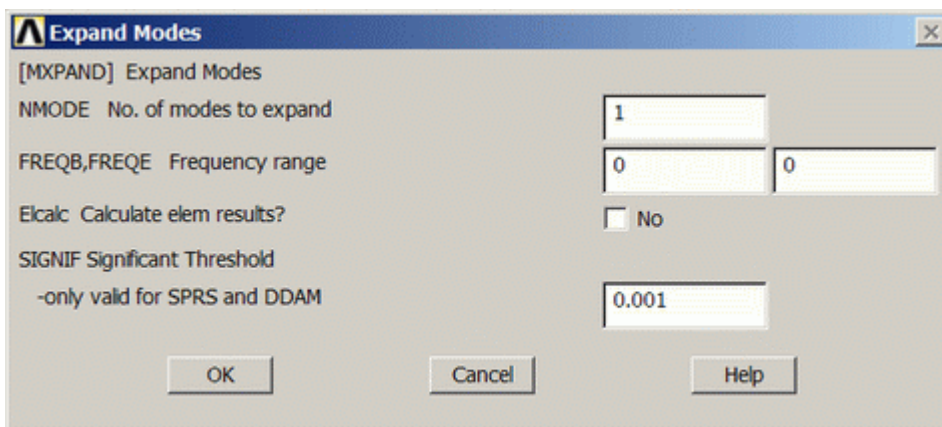 Expand Modes
[MXPAND] Expand Modes
NMODE No. of modes to expand 1
FREQB,FREQE Frequency range 0 0
Elcalc Calculate elem results? No
SIGNIF Significant Threshold
-only valid for SPRS and DDAM 0.001
OK Cancel Help